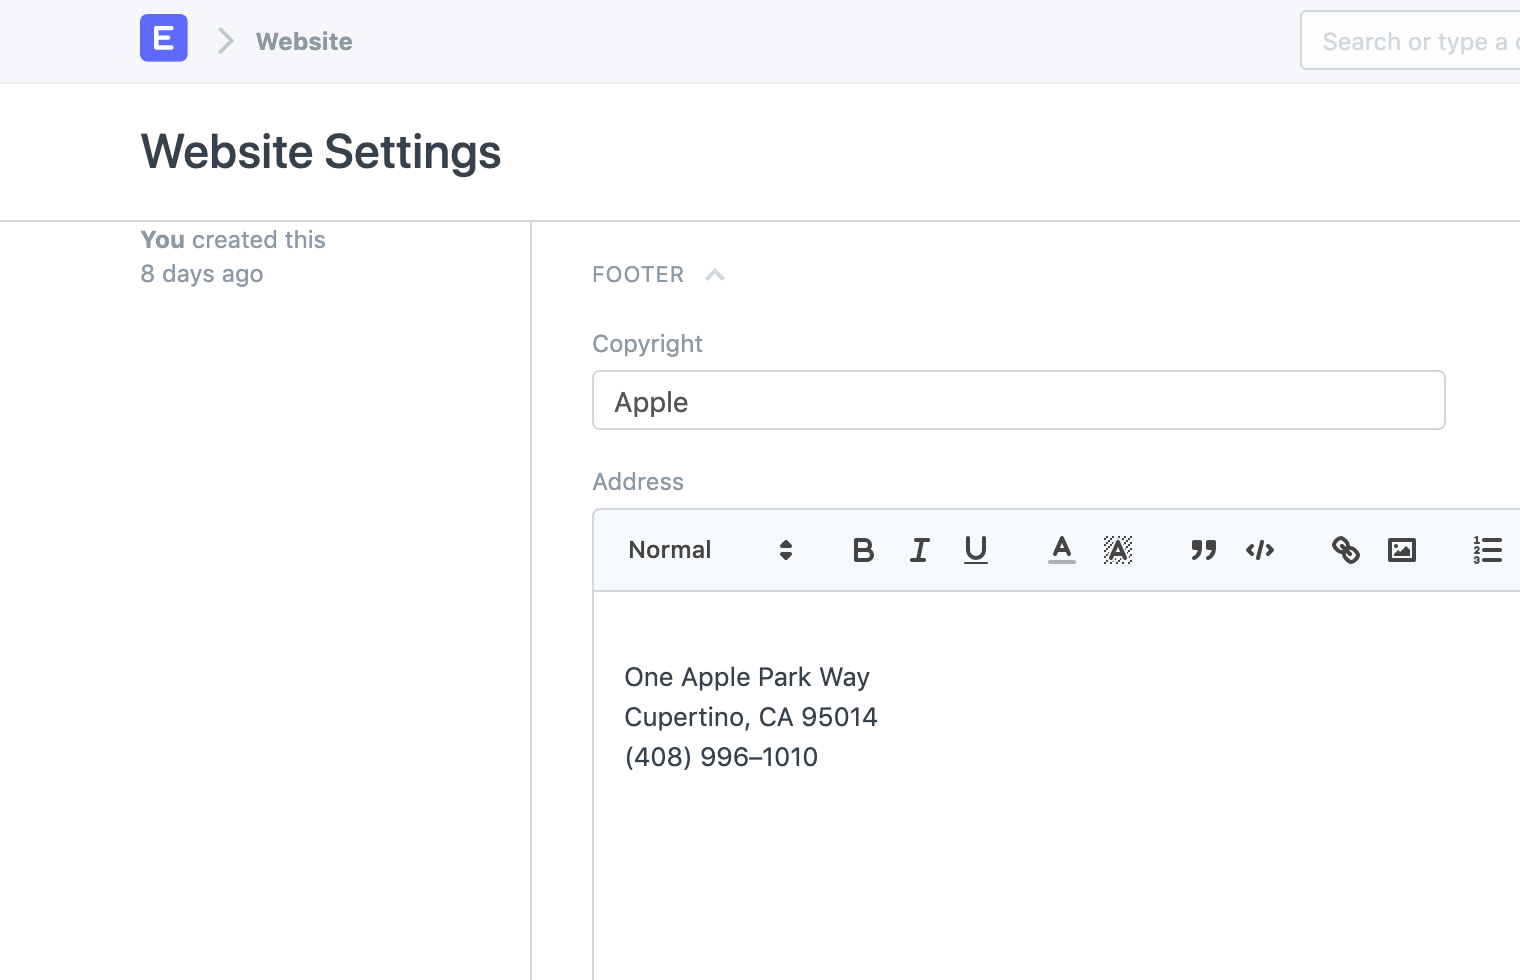 E
Website
Search or type a
Website Settings
You created this
8 days ago
FOOTER
Copyright
Apple
Address
Normal
One Apple Park Way
Cupertino, CA 95014
(408) 996–1010